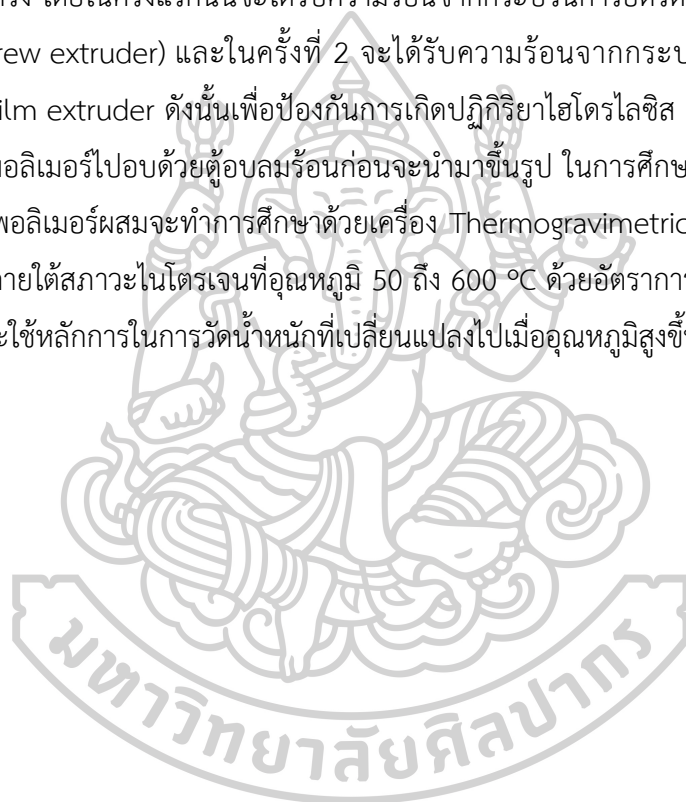 โดยในครั้งแรกนั้นจะได้รับความร้อนจากกระบวนการอัดรีด
rew extruder) และในครั้งที่ 2 จะได้รับความร้อนจากกระบ
ilm extruder ดังนั้นเพื่อป้องกันการเกิดปฏิกิริยาไฮโดรไลซิส
อลิเมอร์ไปอบด้วยตู้อบลมร้อนก่อนจะนำมาขึ้นรูป ในการศึกษ
พอลิเมอร์ผสมจะทำการศึกษาด้วยเครื่อง Thermogravimetric
ายใต้สภาวะไนโตรเจนที่อุณหภูมิ 50 ถึง 600 °C ด้วยอัตราการ
ะใช้หลักการในการวัดน้ำหนักที่เปลี่ยนแปลงไปเมื่ออุณหภูมิสูงขึ้
มหาวิทยาลัยศิลปากร